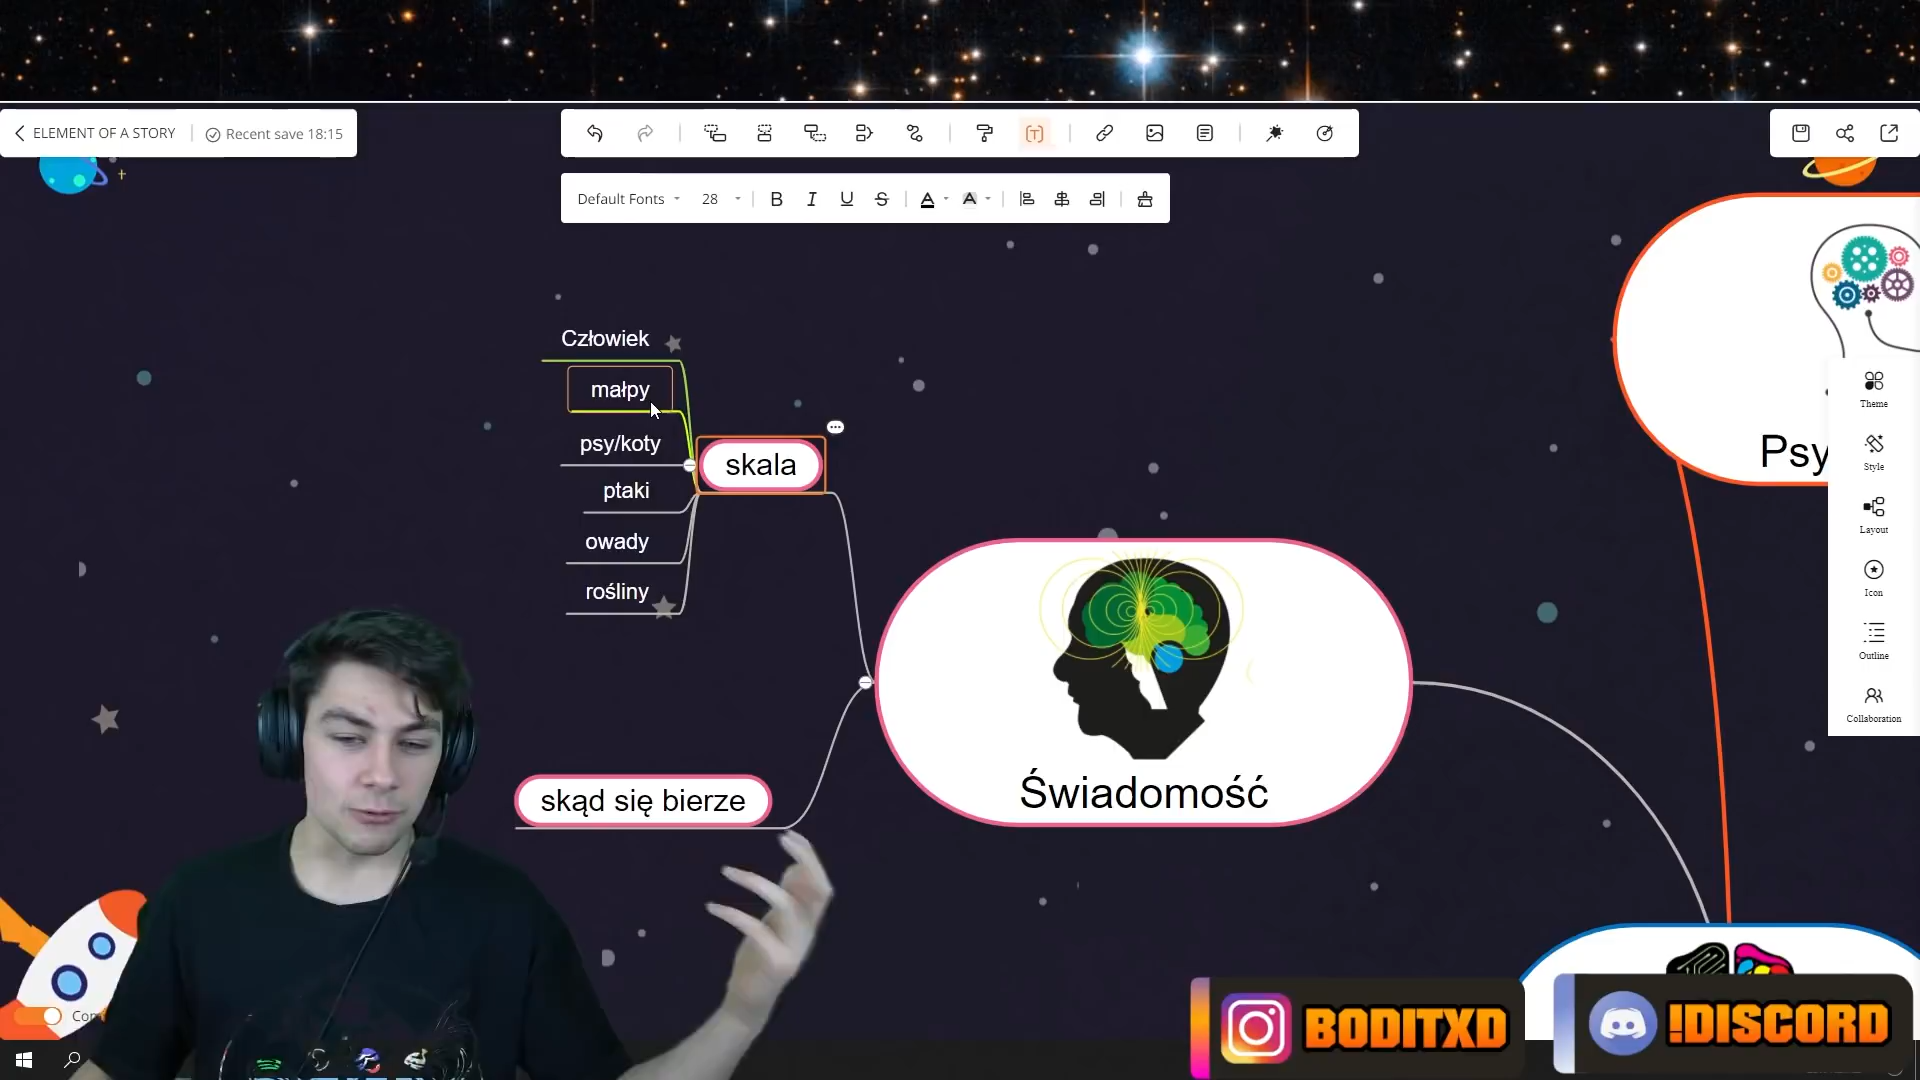 ELEMENT OF A STORY
Recent save 18:15
Default Fonts
28
B I U S A A
Człowiek
małpy
psy/koty
ptaki
owady
rośliny
skala
skąd się bierze
Świadomość
Psy
Theme
Style
Layout
Icon
Outline
Collaboration
BODITXD
!DISCORD